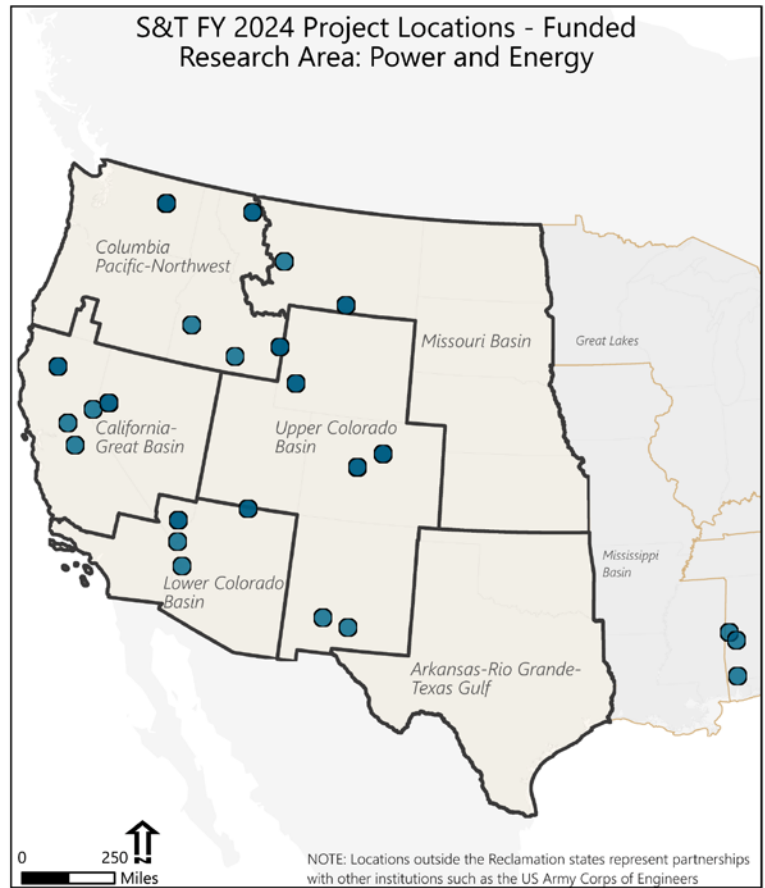 S&T FY 2024 Project Locations - Funded
Research Area: Power and Energy
Columbia
Pacific-Northwest
Missouri Basin
Great Lakes
California-
Great Basin
Upper Colorado
Basin
Mississippi
Basin
Lower Colorado
Basin
Arkansas-Rio Grande-
Texas Gulf
N
0 250
Miles
NOTE: Locations outside the Reclamation states represent partnerships
with other institutions such as the US Army Corps of Engineers